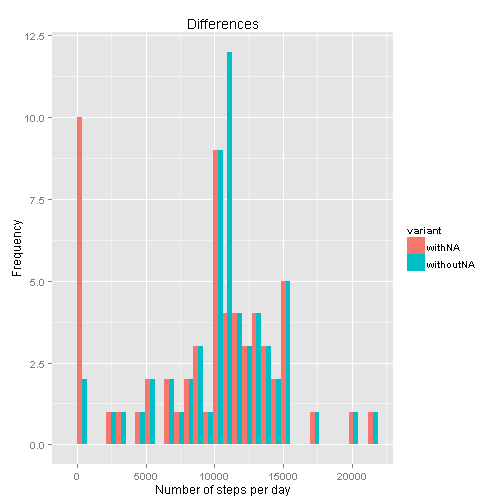 Differences
12.5
10.0
7.5
5.0
2.5
0.0
Frequency
0 5000 10000 15000 20000
Number of steps per day
variant
withNA
withoutNA